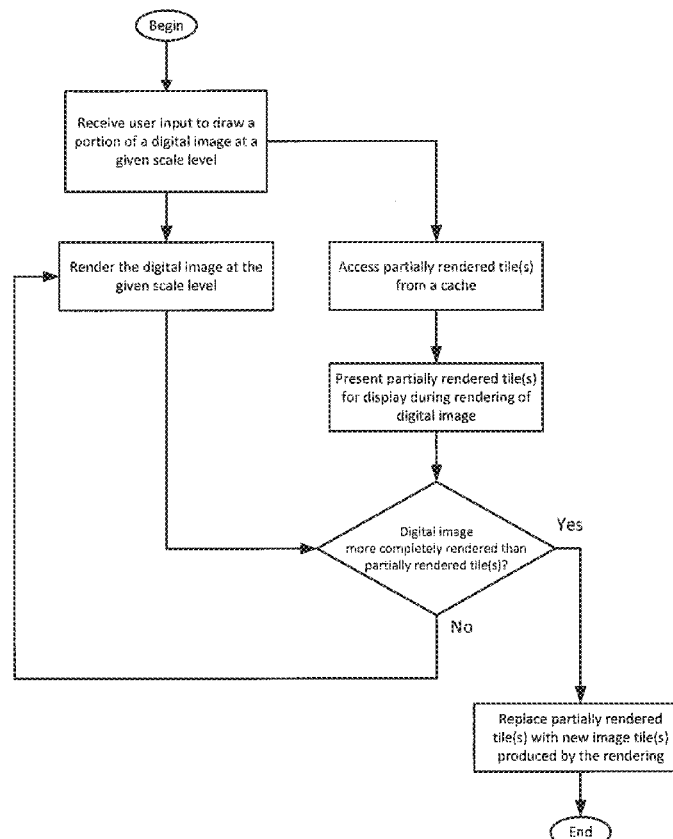 Begin
Receive user input to draw a
portion of a digital image at a
given scale level
Render the digital image at the
given scale level
Access partially rendered tile(s)
from a cache
Present partially rendered tile(s)
for display during rendering of
digital image
Digital image
more completely rendered than
partially rendered tile(s)?
Yes
No
Replace partially rendered
tile(s) with new image tile(s)
produced by the rendering
End